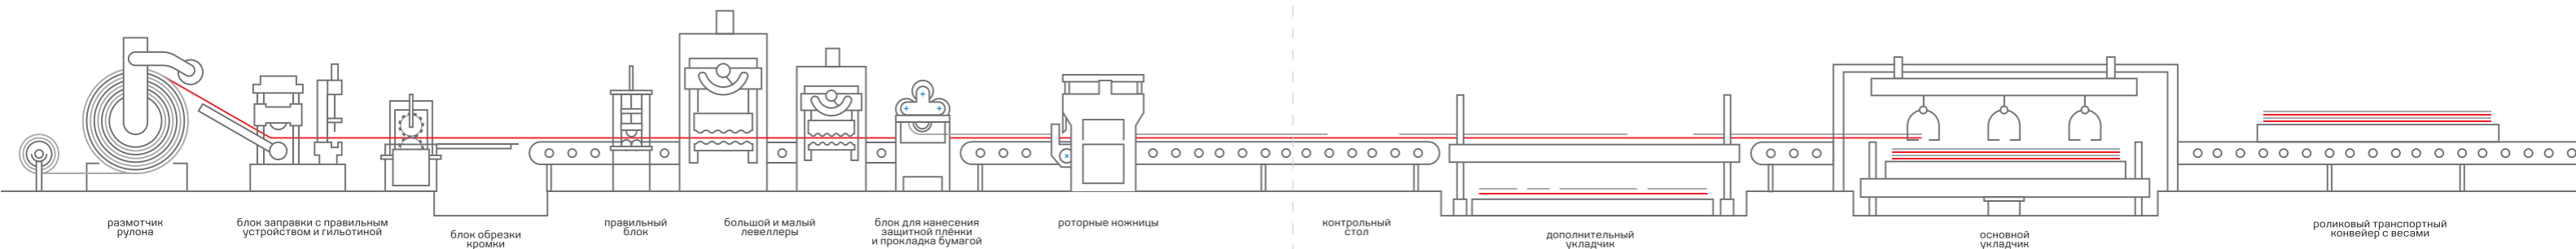 размотчик
рулона
блок заправки с правильным
устройством и гильотиной
блок обрезки
кромки
правильный
блок
большой и малый
левеллеры
блок для нанесения
защитной плёнки
и прокладка бумагой
роторные ножницы
контрольный
стол
дополнительный
укладчик
основной
укладчик
роликовый транспортный
конвейер с весами